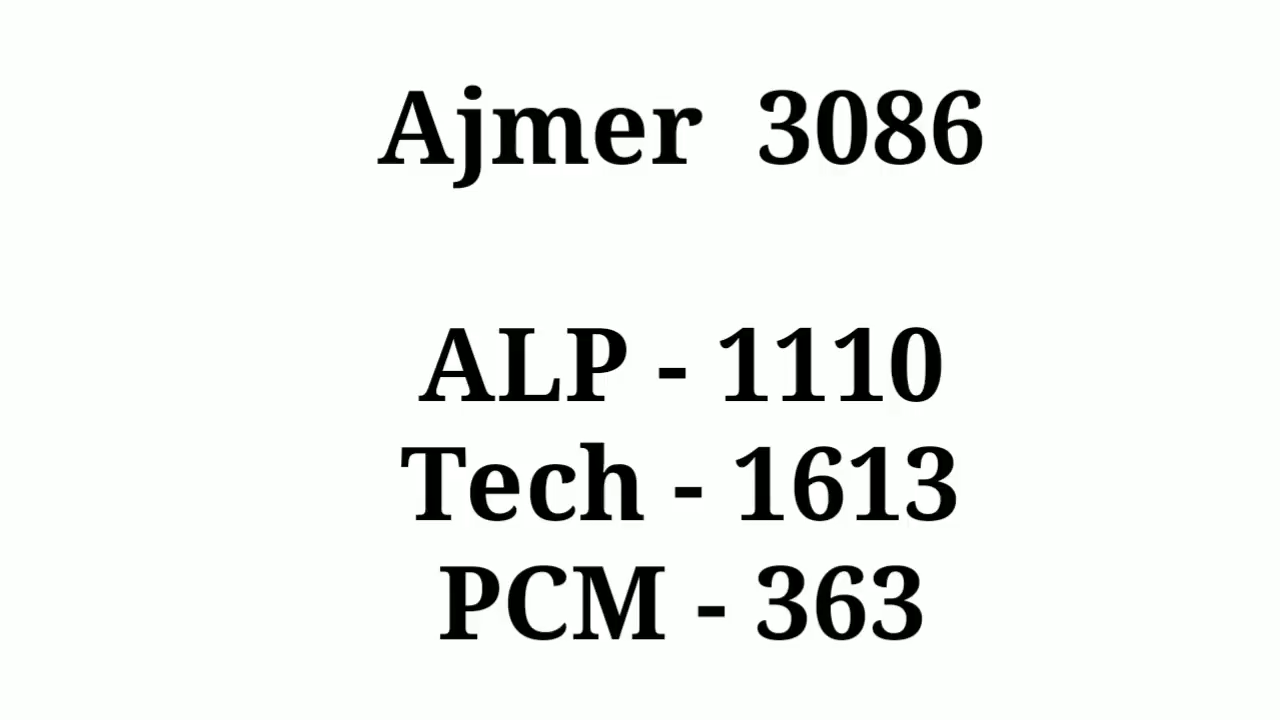 Ajmer 3086
ALP - 1110
Tech - 1613
PCM - 363